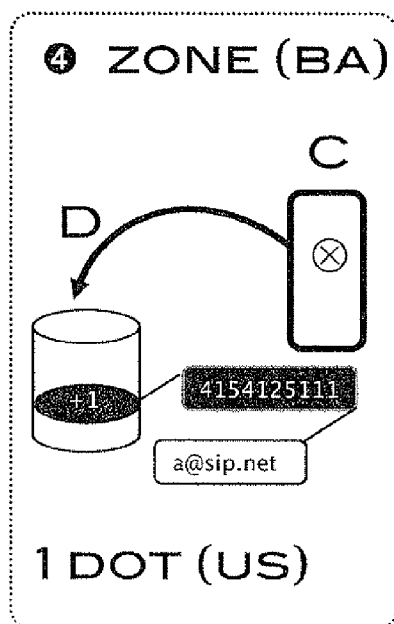 ❹ ZONE (BA)
C
D
+1
4154125111
a@sip.net
1 DOT (US)